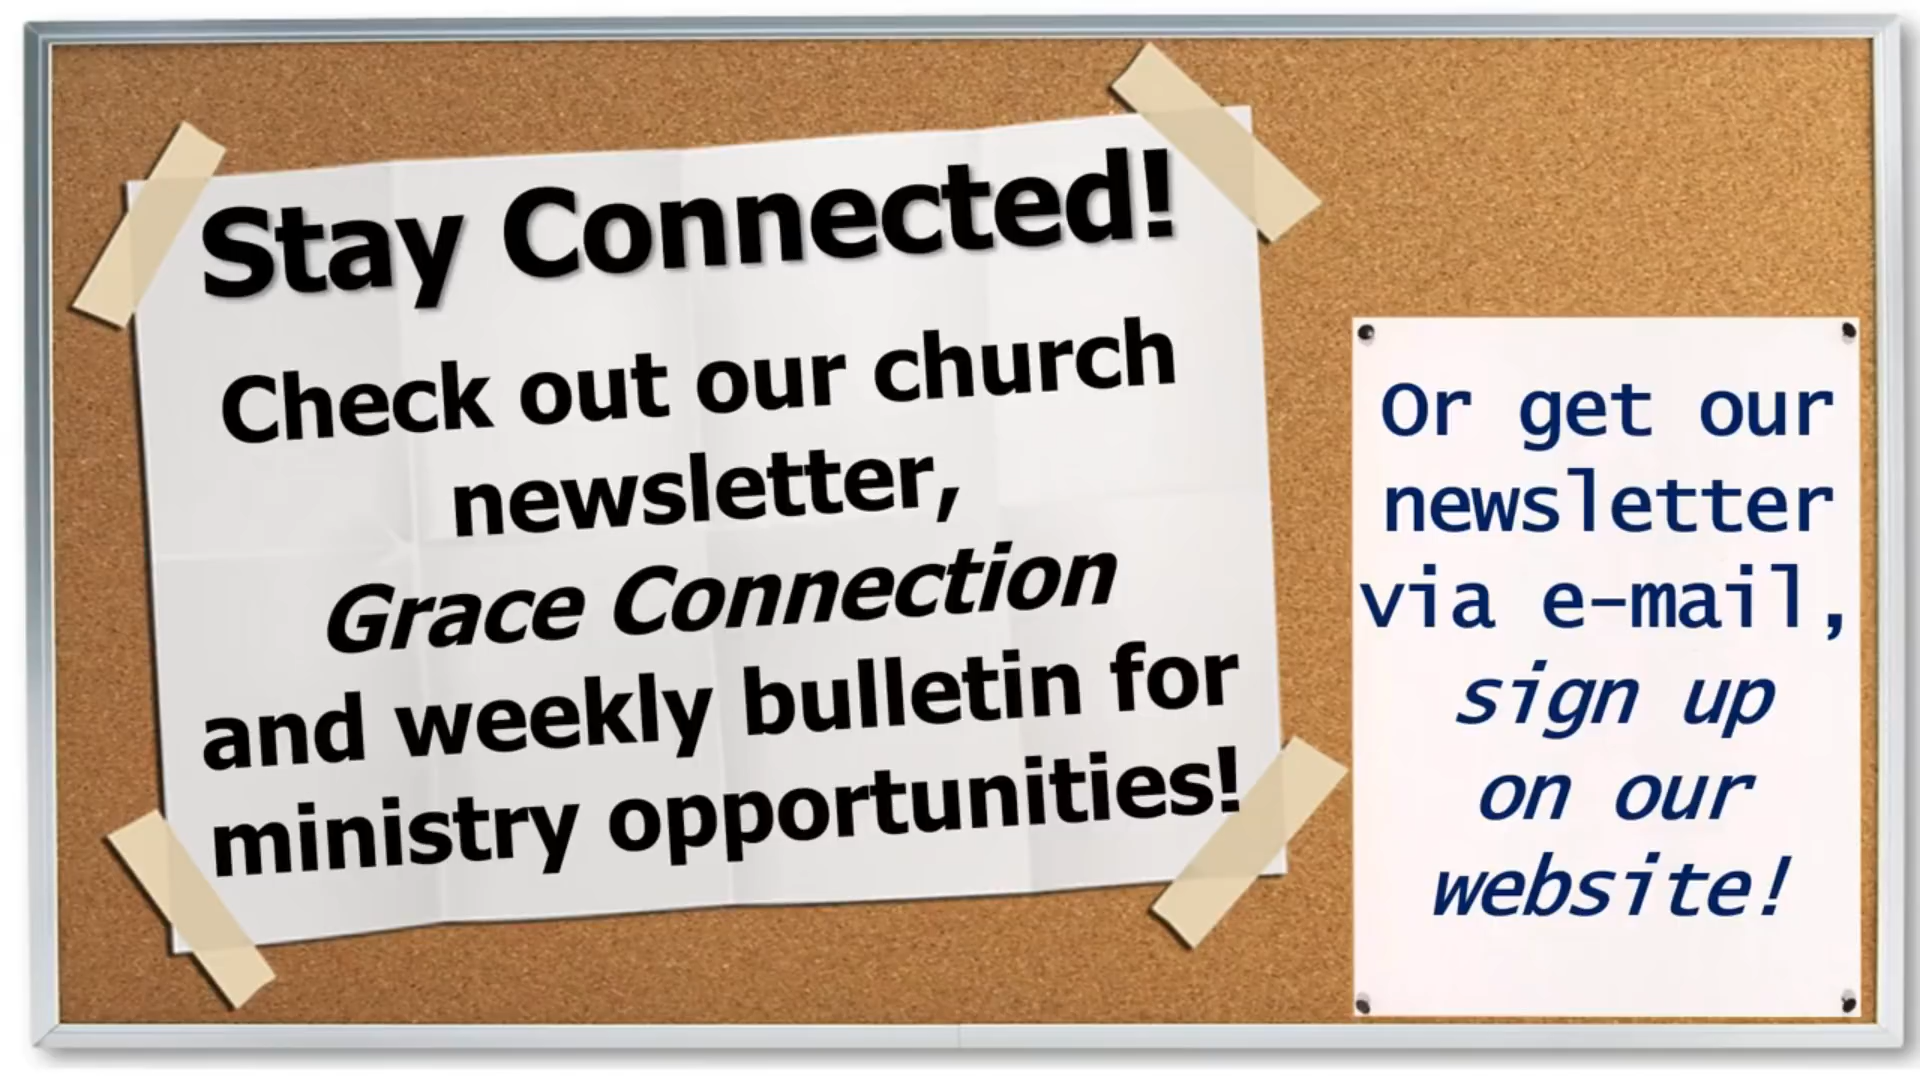 Stay Connected!
Check out our church
newsletter,
Grace Connection
and weekly bulletin for
ministry opportunities!
Or get our
newsletter
via e-mail,
sign up
on our
website!